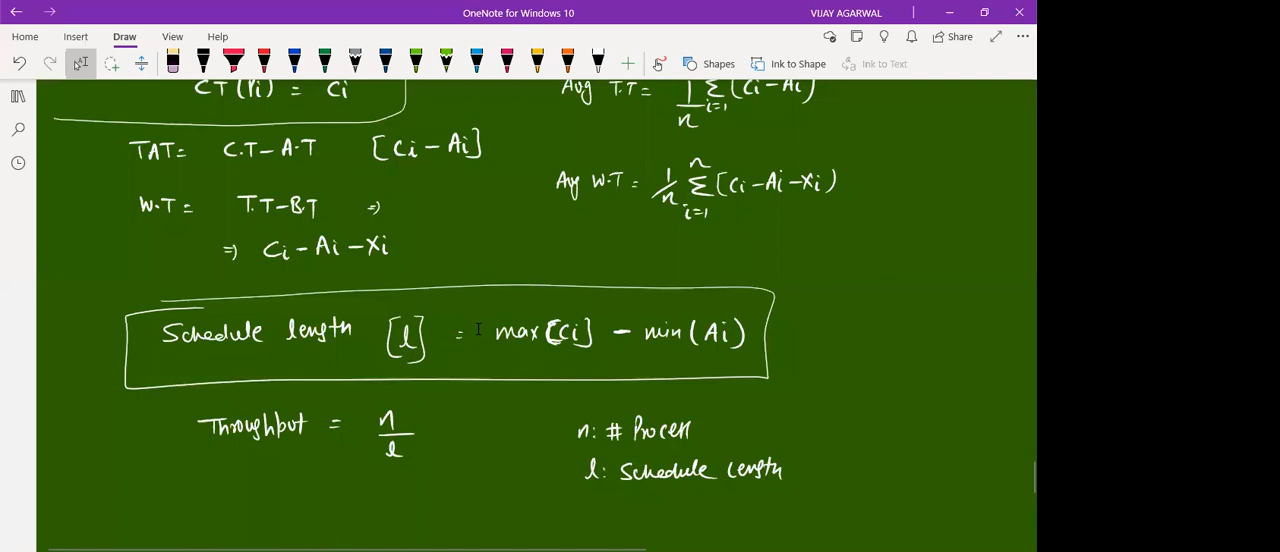 OneNote for Windows 10
VIJAY AGARWAL
Home Insert Draw View Help Share
Shapes Ink to Shape Ink to Text
CT(Pi) = Ci
Avg T.T = 1/n Σ i=1 (Ci-Ai)
TAT= C.T-A.T [Ci-Ai]
Avg W.T = 1/n Σ i=1 n (Ci-Ai-Xi)
W.T= T.T-B.T ⇒
⇒ Ci-Ai-Xi
Schedule length [l] = max[Ci] - min(Ai)
Throughput = n/l
n: # Process
l: Schedule length